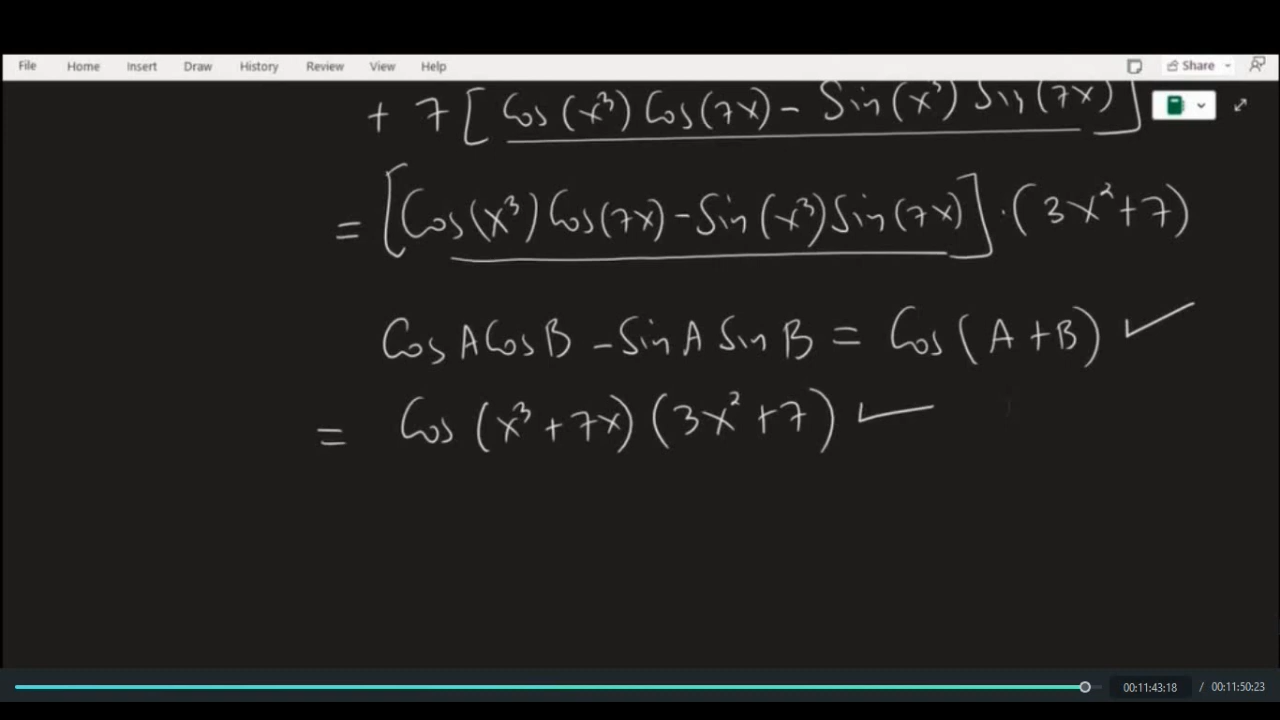 File Home Insert Draw History Review View Help Share
+ 7 [ Cos (x³) Cos (7x) - Sin (x³) Sin (7x) ]
= [ Cos (x³) Cos (7x) - Sin (x³) Sin (7x) ] . (3x² + 7)
Cos A Cos B - Sin A Sin B = Cos (A + B) ✓
= Cos (x³ + 7x) (3x² + 7) ✓
00:11:43:18 / 00:11:50:23